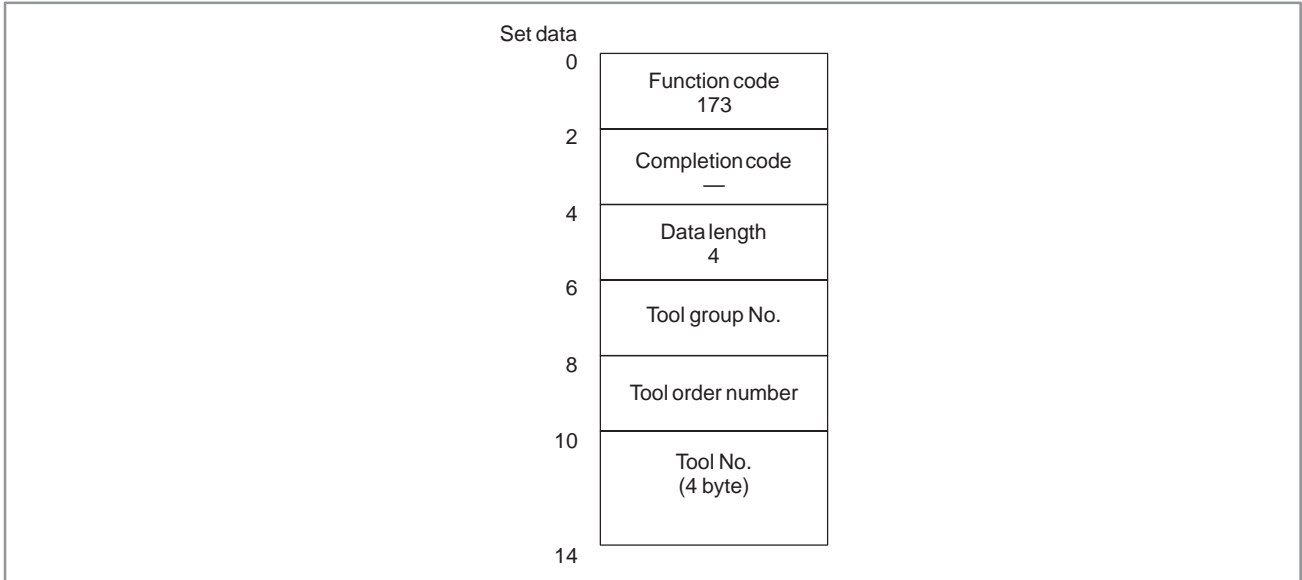 Set data
0
Function code
173
2
Completion code
—
4
Data length
4
6
Tool group No.
8
Tool order number
10
Tool No.
(4 byte)
14